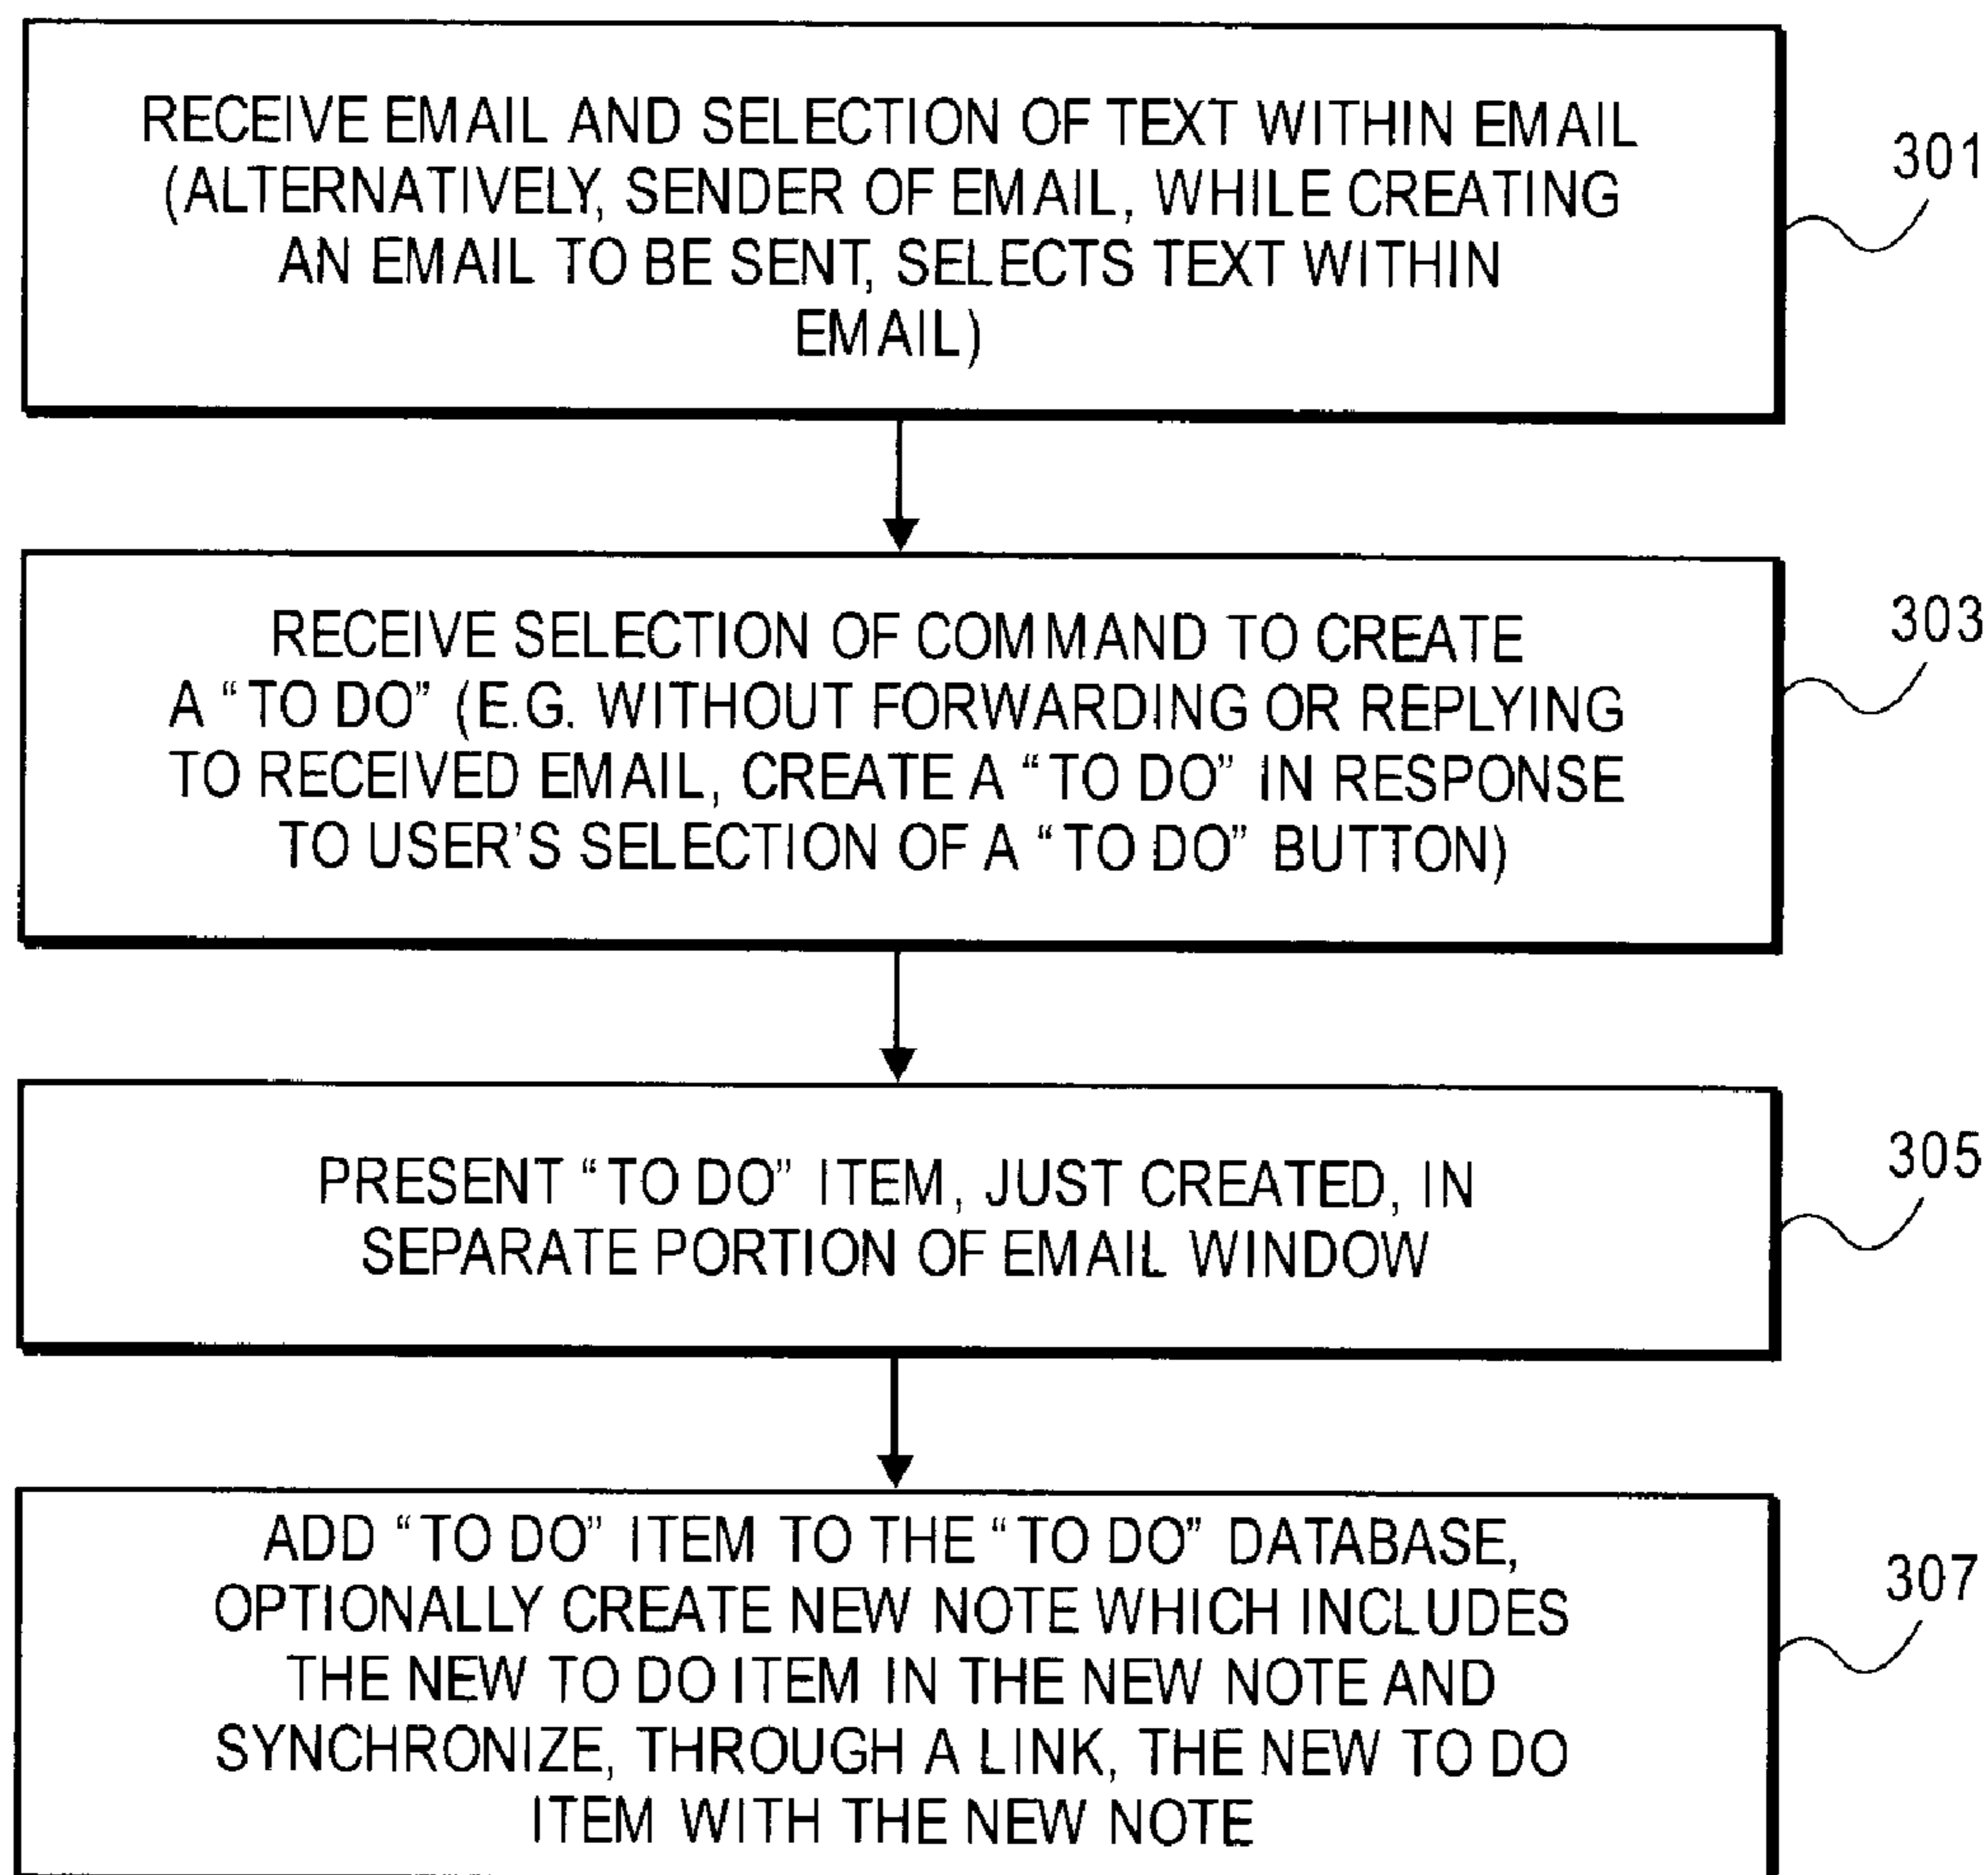 RECEIVE EMAIL AND SELECTION OF TEXT WITHIN EMAIL
(ALTERNATIVELY, SENDER OF EMAIL, WHILE CREATING
AN EMAIL TO BE SENT, SELECTS TEXT WITHIN
EMAIL)
301
RECEIVE SELECTION OF COMMAND TO CREATE
A “TO DO” (E.G. WITHOUT FORWARDING OR REPLYING
TO RECEIVED EMAIL, CREATE A “TO DO” IN RESPONSE
TO USER’S SELECTION OF A “TO DO” BUTTON)
303
PRESENT “TO DO” ITEM, JUST CREATED, IN
SEPARATE PORTION OF EMAIL WINDOW
305
ADD “TO DO” ITEM TO THE “TO DO” DATABASE,
OPTIONALLY CREATE NEW NOTE WHICH INCLUDES
THE NEW TO DO ITEM IN THE NEW NOTE AND
SYNCHRONIZE, THROUGH A LINK, THE NEW TO DO
ITEM WITH THE NEW NOTE
307